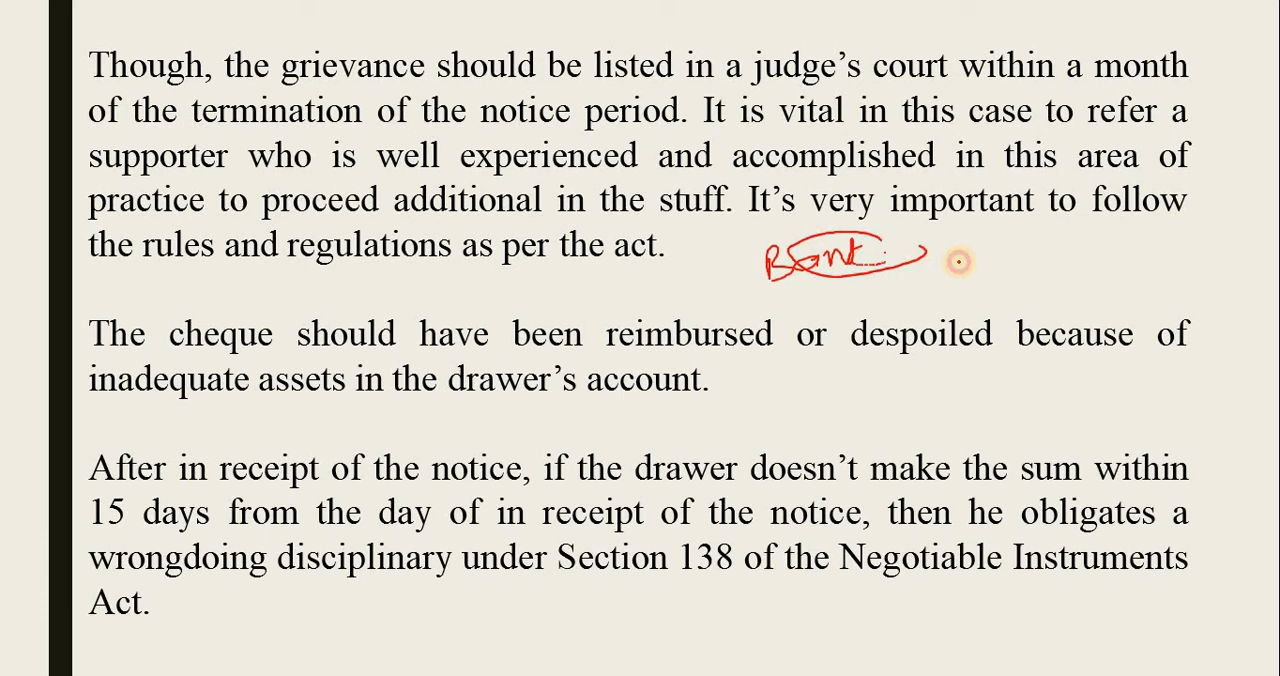 Though, the grievance should be listed in a judge’s court within a month
of the termination of the notice period. It is vital in this case to refer a
supporter who is well experienced and accomplished in this area of
practice to proceed additional in the stuff. It’s very important to follow
the rules and regulations as per the act.
The cheque should have been reimbursed or despoiled because of
inadequate assets in the drawer’s account.
After in receipt of the notice, if the drawer doesn’t make the sum within
15 days from the day of in receipt of the notice, then he obligates a
wrongdoing disciplinary under Section 138 of the Negotiable Instruments
Act.